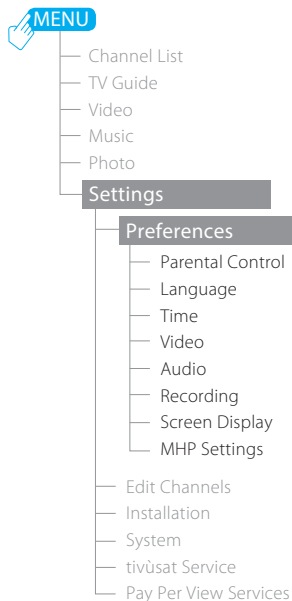 MENU
Channel List
TV Guide
Video
Music
Photo
Settings
Preferences
Parental Control
Language
Time
Video
Audio
Recording
Screen Display
MHP Settings
Edit Channels
Installation
System
tivùsat Service
Pay Per View Services